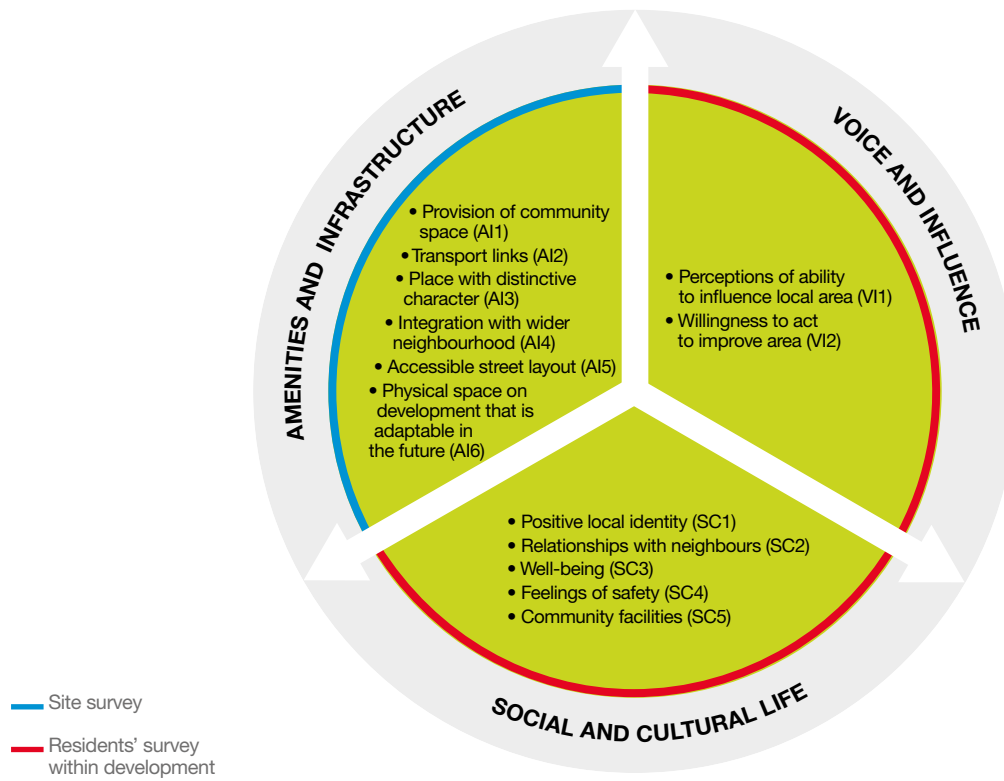 AMENITIES AND INFRASTRUCTURE
• Provision of community
space (AI1)
• Transport links (AI2)
• Place with distinctive
character (AI3)
• Integration with wider
neighbourhood (AI4)
• Accessible street layout (AI5)
• Physical space on
development that is
adaptable in
the future (AI6)
VOICE AND INFLUENCE
• Perceptions of ability
to influence local area (VI1)
• Willingness to act
to improve area (VI2)
• Positive local identity (SC1)
• Relationships with neighbours (SC2)
• Well-being (SC3)
• Feelings of safety (SC4)
• Community facilities (SC5)
SOCIAL AND CULTURAL LIFE
Site survey
Residents’ survey
within development